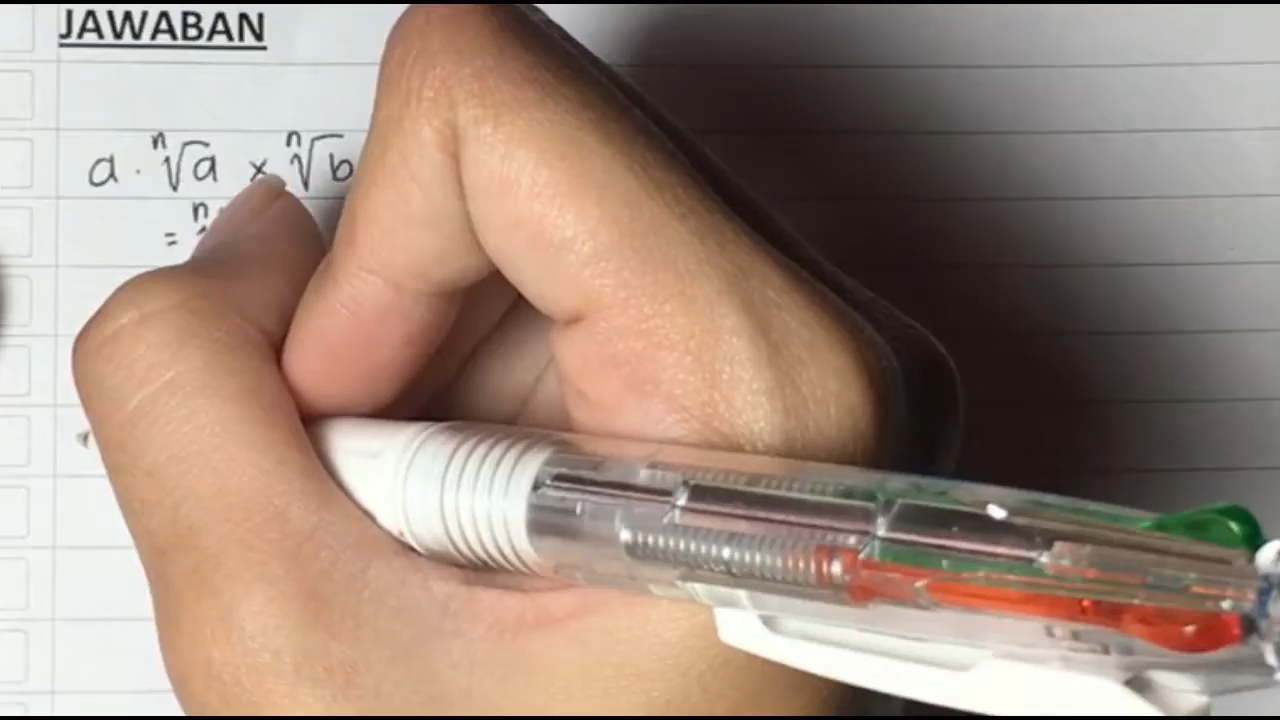 JAWABAN
a · ⁿ√a × ⁿ√b
= ⁿ